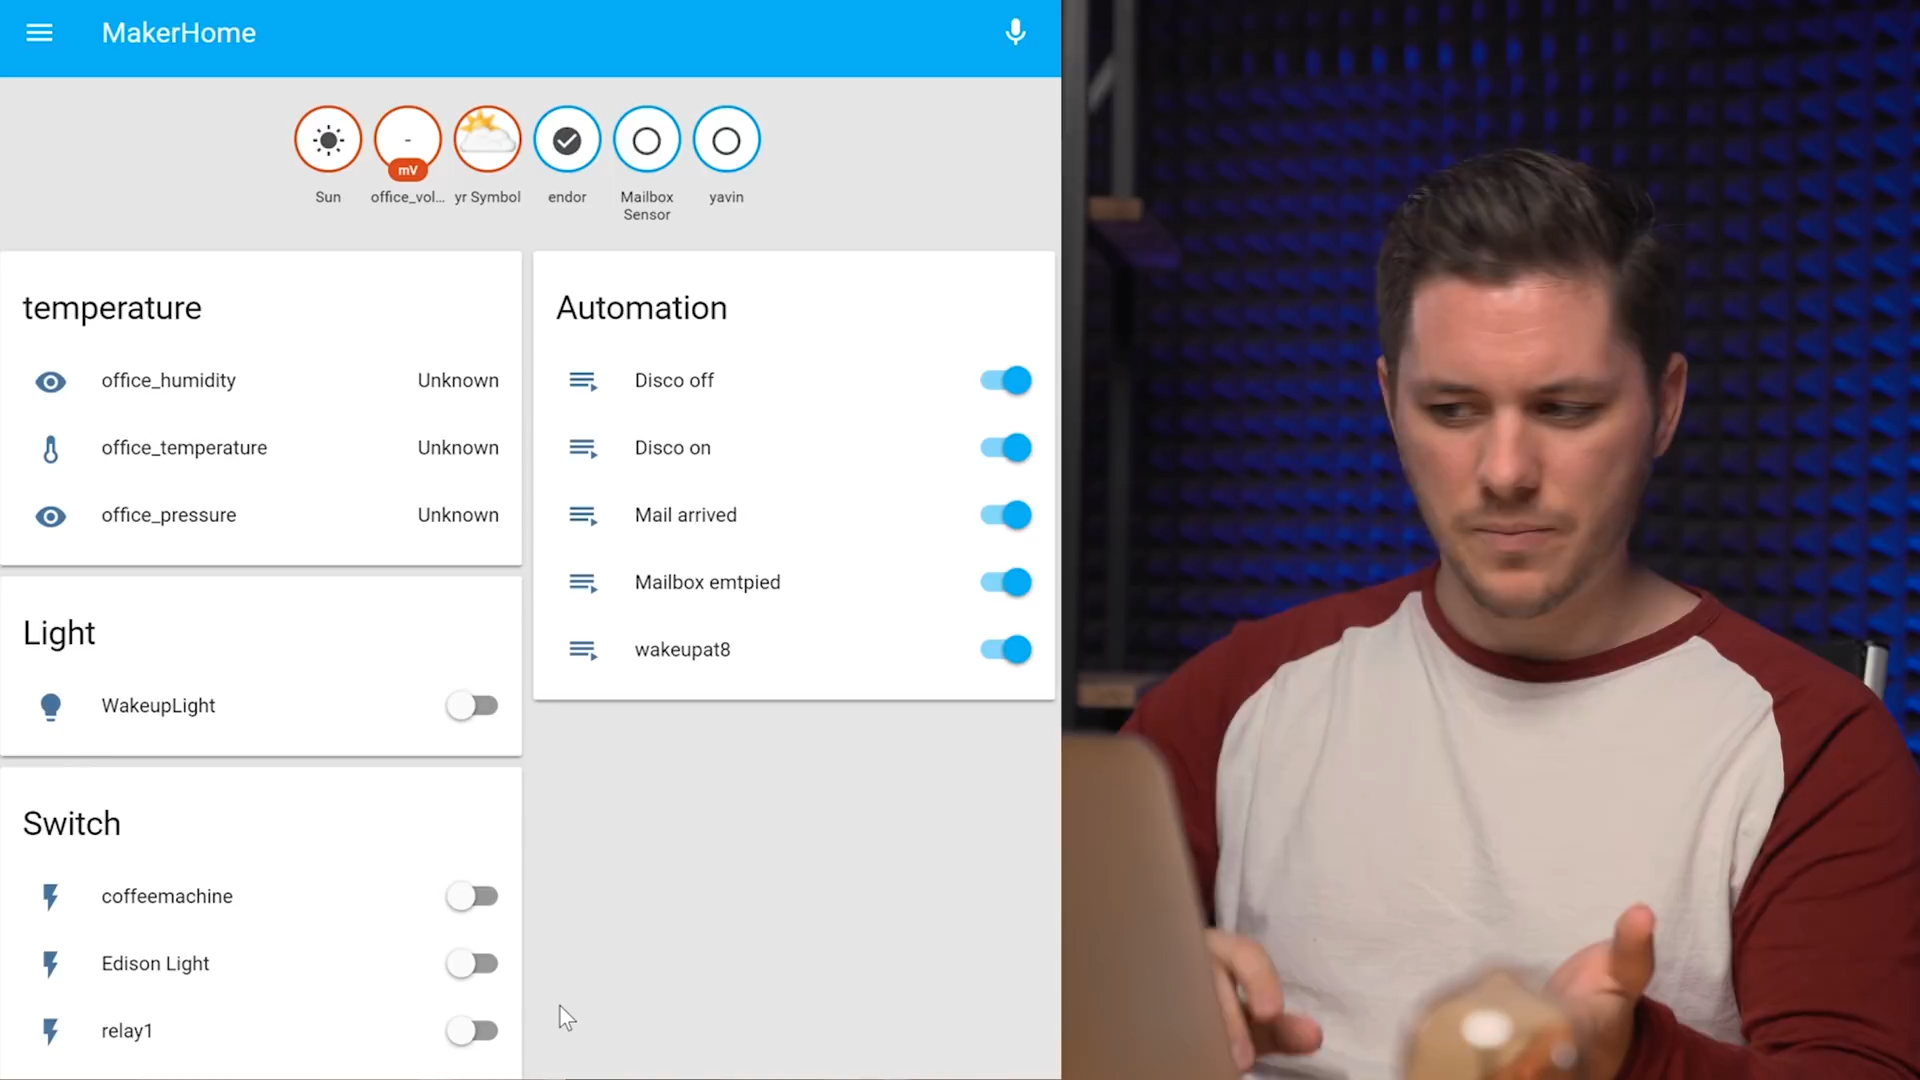 MakerHome
-
mV
Sun
office_vol...
yr Symbol
endor
Mailbox
Sensor
yavin
temperature
office_humidity Unknown
office_temperature Unknown
office_pressure Unknown
Light
WakeupLight
Switch
coffeemachine
Edison Light
relay1
Automation
Disco off
Disco on
Mail arrived
Mailbox emtpied
wakeupat8